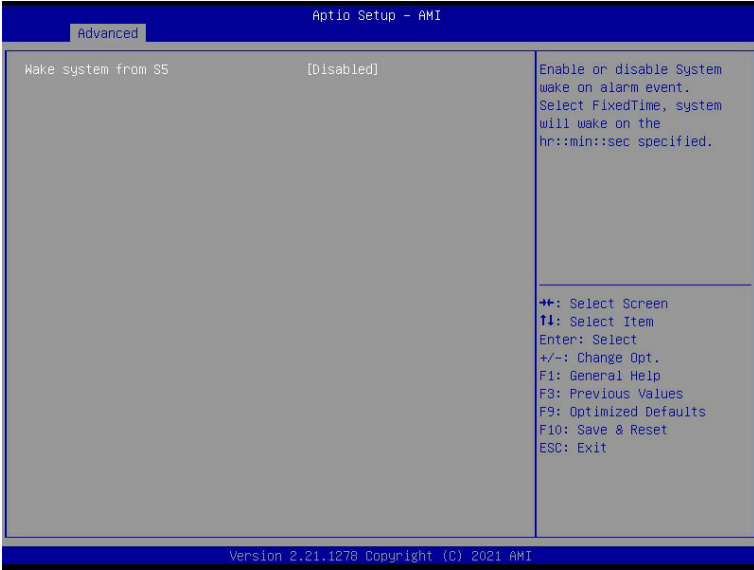 Aptio Setup – AMI
Advanced
Wake system from S5 [Disabled]
Enable or disable System
wake on alarm event.
Select FixedTime, system
will wake on the
hr::min::sec specified.
→←: Select Screen
↑↓: Select Item
Enter: Select
+/-: Change Opt.
F1: General Help
F3: Previous Values
F9: Optimized Defaults
F10: Save & Reset
ESC: Exit
Version 2.21.1278 Copyright (C) 2021 AMI